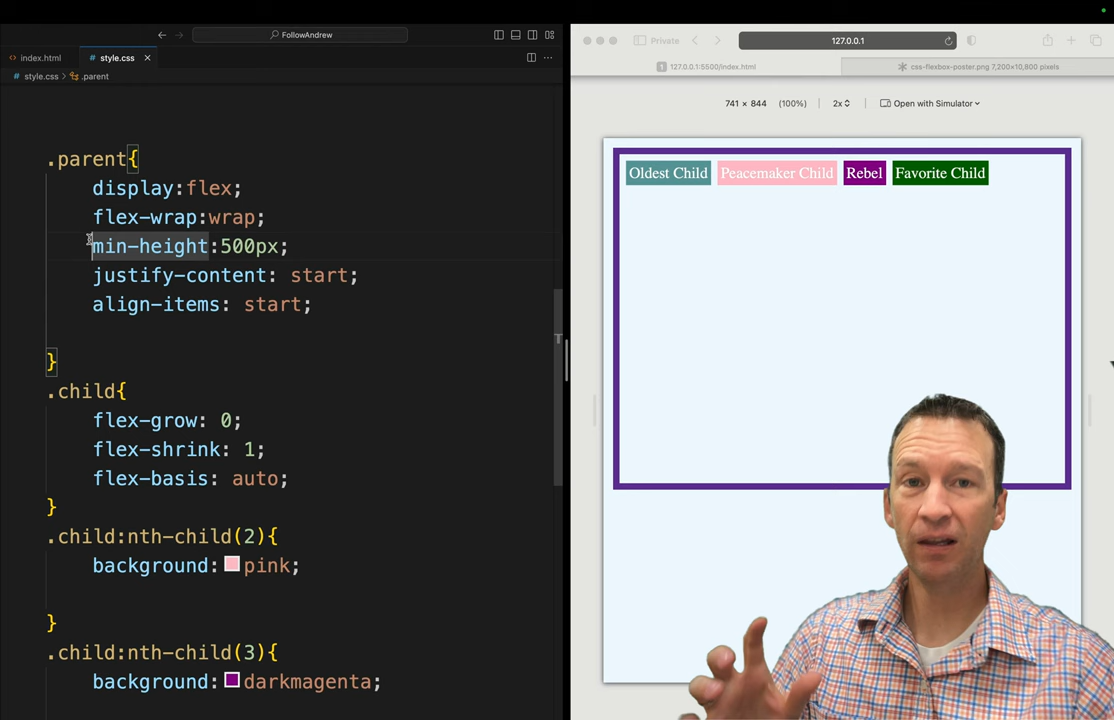 FollowAndrew
index.html
style.css
style.css > .parent
.parent{
display:flex;
flex-wrap:wrap;
min-height:500px;
justify-content: start;
align-items: start;
}
.child{
flex-grow: 0;
flex-shrink: 1;
flex-basis: auto;
}
.child:nth-child(2){
background: pink;
}
.child:nth-child(3){
background: darkmagenta;
Private
127.0.0.1
1 127.0.0.1:5500/index.html
css-flexbox-poster.png 7,200×10,800 pixels
741 × 844 (100%) 2x Open with Simulator
Oldest Child Peacemaker Child Rebel Favorite Child